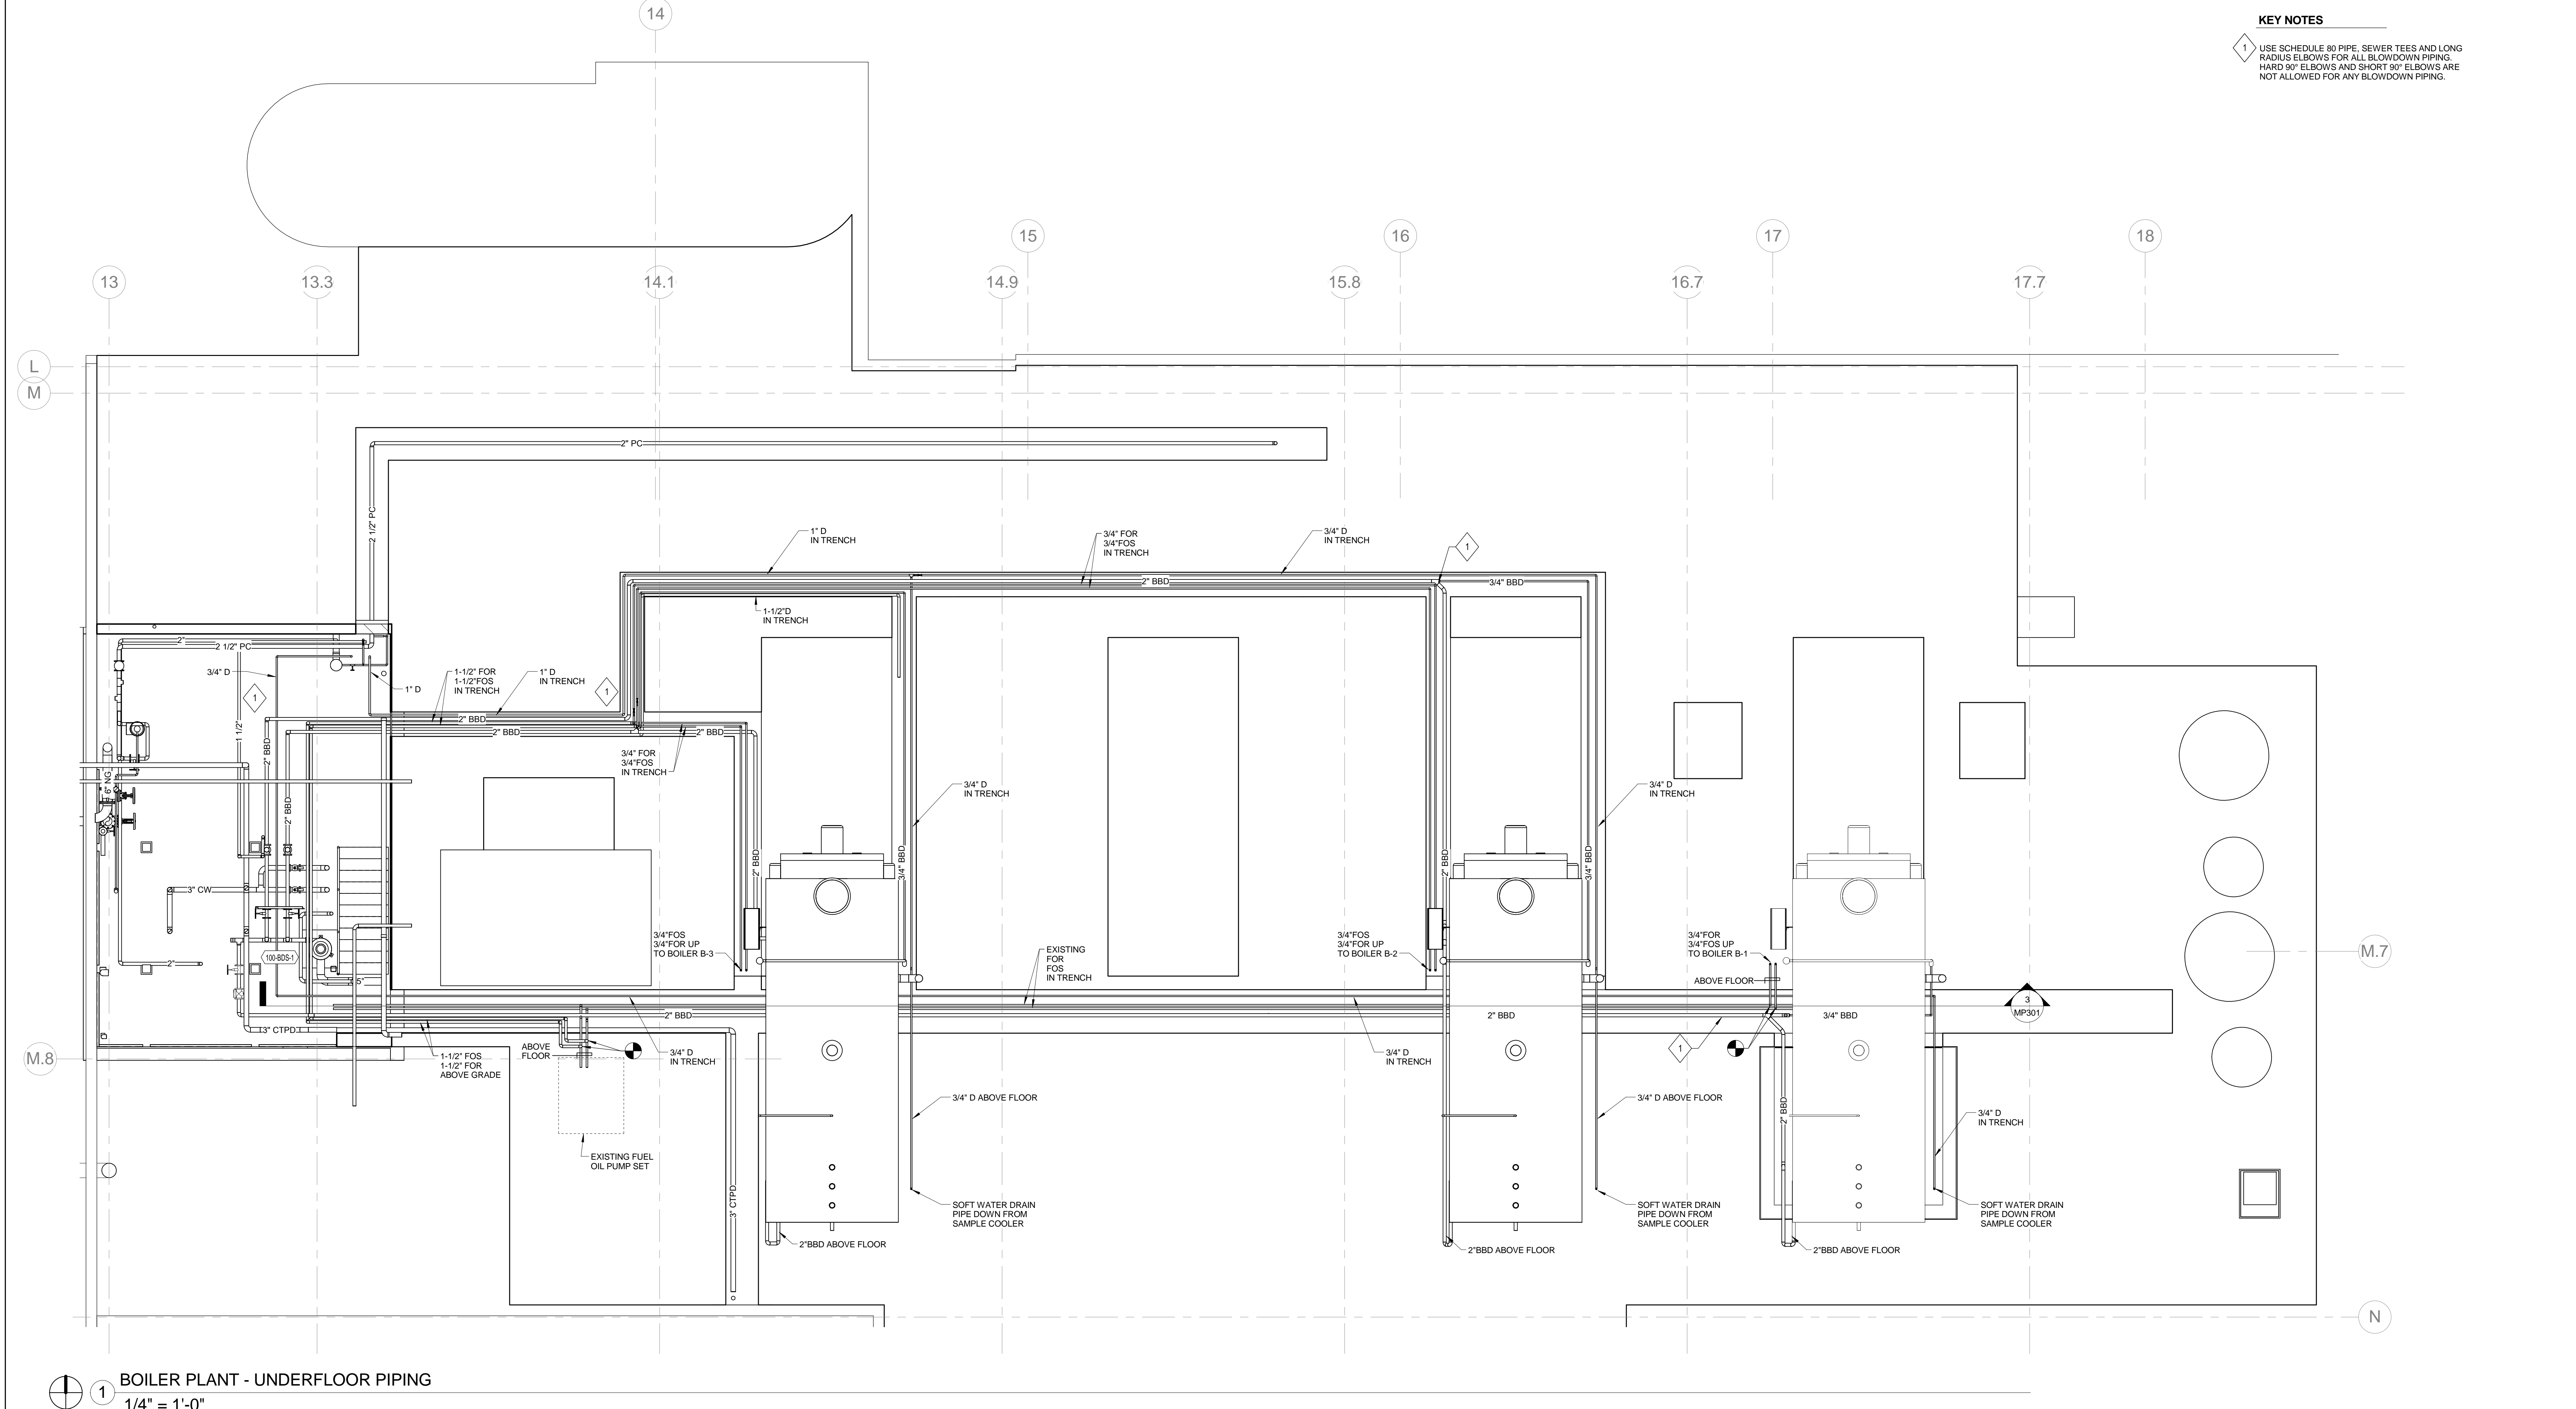 KEY NOTES
1
USE SCHEDULE 80 PIPE, SEWER TEES AND LONG
RADIUS ELBOWS FOR ALL BLOWDOWN PIPING.
HARD 90° ELBOWS AND SHORT 90° ELBOWS ARE
NOT ALLOWED FOR ANY BLOWDOWN PIPING.
14
15
16
17
18
13
13.3
14.1
14.9
15.8
16.7
17.7
L
M
2" PC
2 1/2" PC
1" D
IN TRENCH
3/4" FOR
3/4"FOS
IN TRENCH
3/4" D
IN TRENCH
1
2" BBD
3/4" BBD
1-1/2"D
IN TRENCH
2"
2 1/2" PC
3/4" D
1
1" D
1-1/2" FOR
1-1/2"FOS
IN TRENCH
1" D
IN TRENCH
1
2" BBD
2" BBD
2" BBD
1 1/2"
2" BBD
2" BBD
3/4" FOR
3/4"FOS
IN TRENCH
6" NG
3/4" D
IN TRENCH
3/4" D
IN TRENCH
2" BBD
3/4" BBD
2" BBD
3/4" BBD
3" CW
2"
100-BDS-1
6"
3/4"FOS
3/4"FOR UP
TO BOILER B-3
EXISTING
FOR
FOS
IN TRENCH
3/4"FOS
3/4"FOR UP
TO BOILER B-2
3/4"FOR
3/4"FOS UP
TO BOILER B-1
ABOVE FLOOR
M.7
3
MP301
2" BBD
2" BBD
3/4" BBD
3" CTPD
M.8
1-1/2" FOS
1-1/2" FOR
ABOVE GRADE
ABOVE
FLOOR
3/4" D
IN TRENCH
3/4" D
IN TRENCH
1
3/4" D ABOVE FLOOR
3/4" D ABOVE FLOOR
2" BBD
3/4" D
IN TRENCH
EXISTING FUEL
OIL PUMP SET
3" CTPD
SOFT WATER DRAIN
PIPE DOWN FROM
SAMPLE COOLER
SOFT WATER DRAIN
PIPE DOWN FROM
SAMPLE COOLER
SOFT WATER DRAIN
PIPE DOWN FROM
SAMPLE COOLER
2"BBD ABOVE FLOOR
2"BBD ABOVE FLOOR
2"BBD ABOVE FLOOR
N
1
BOILER PLANT - UNDERFLOOR PIPING
1/4" = 1'-0"